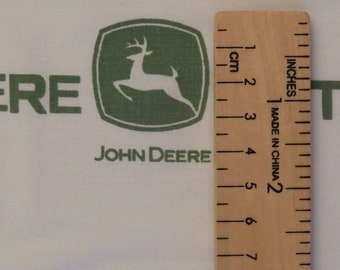 ERE
JOHN DEERE
T
cm
1
2
3
4
5
6
7
INCHES
1
MADE IN CHINA
2